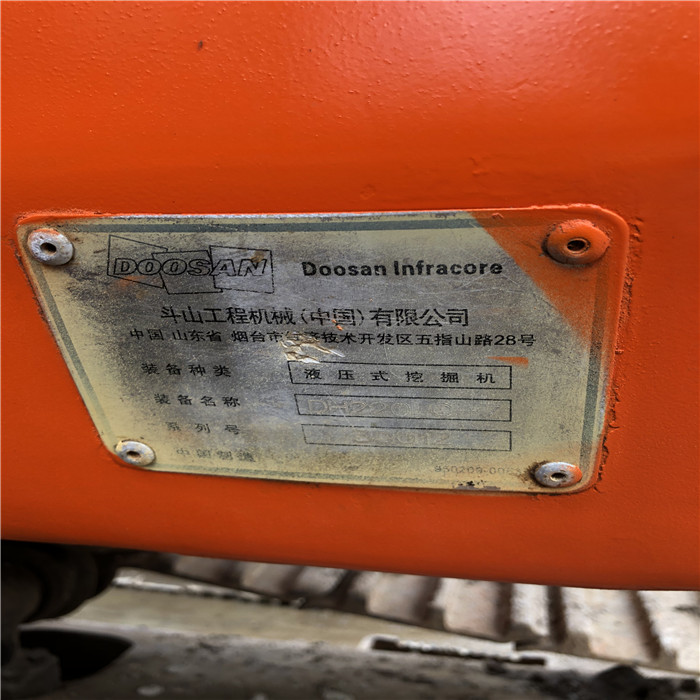 DOOSAN Doosan Infracore
斗山工程机械(中国)有限公司
中国 山东省 烟台市经济技术开发区五指山路28号
装备种类 液压式挖掘机
装备名称
系列号
中国制造